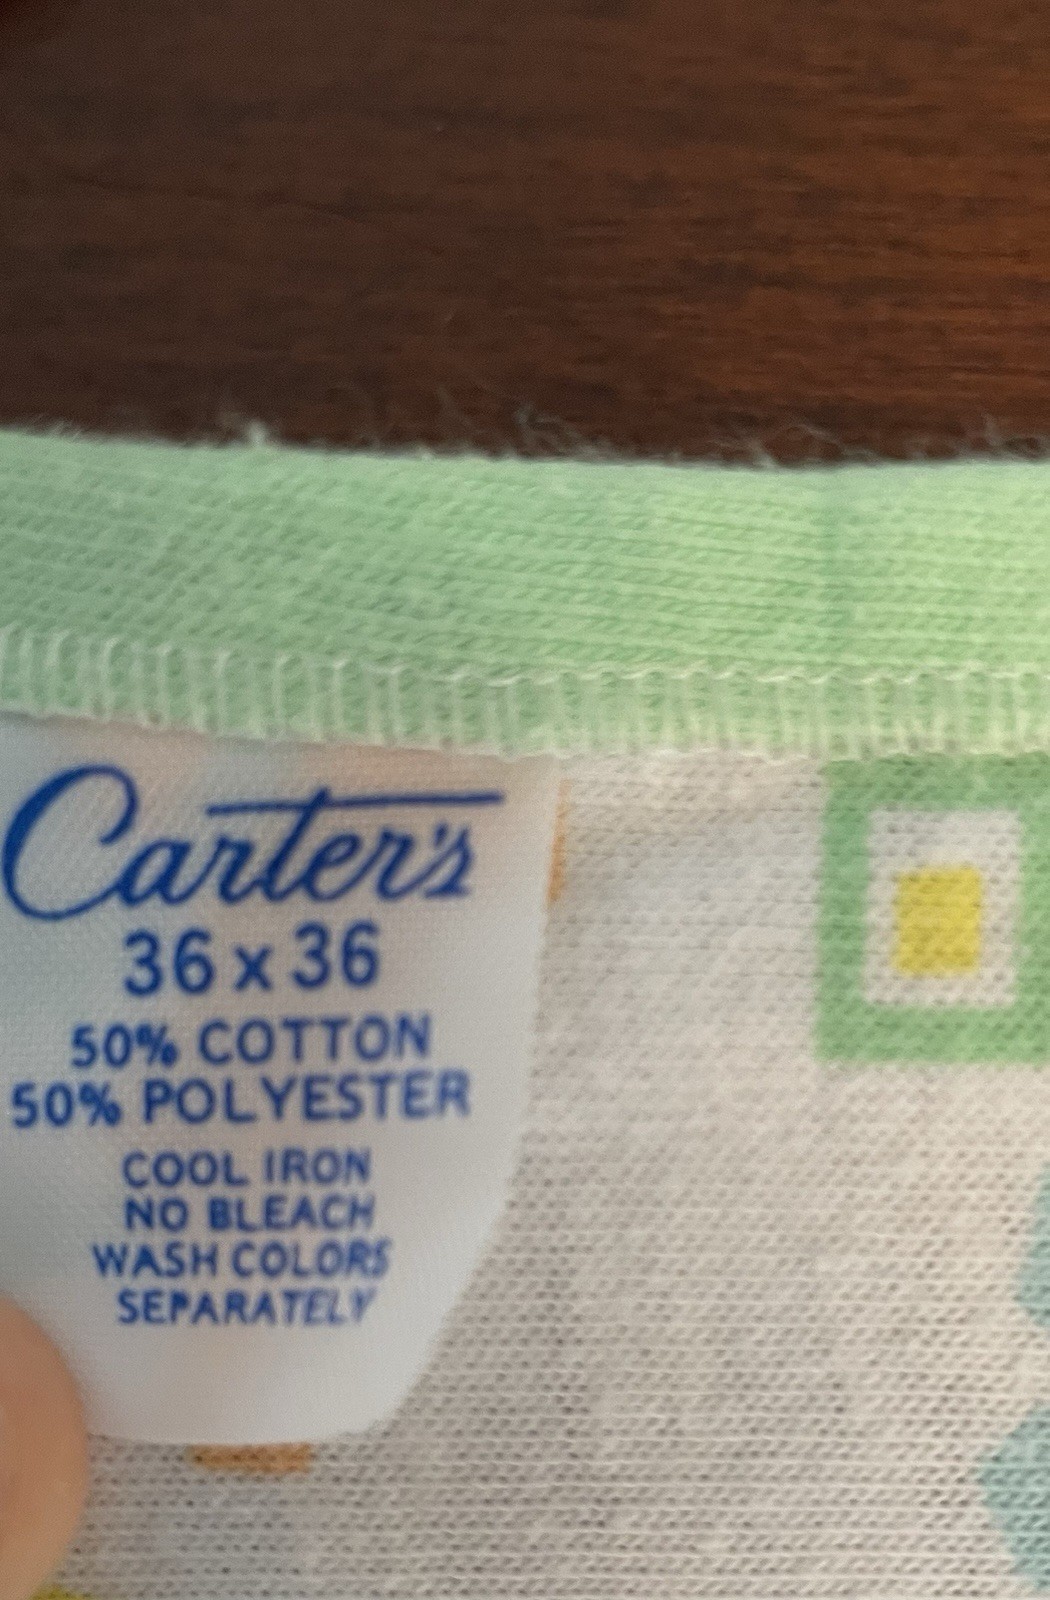 Carter's
36 x 36
50% COTTON
50% POLYESTER
COOL IRON
NO BLEACH
WASH COLORS
SEPARATELY